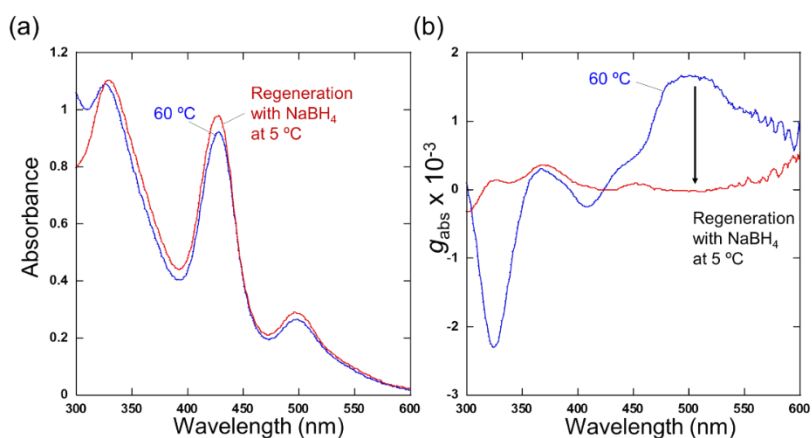 (a)
1.2
1
0.8
0.6
0.4
0.2
0
Absorbance
60 ºC
Regeneration
with NaBH4
at 5 ºC
300 350 400 450 500 550 600
Wavelength (nm)
(b)
2
1
0
-1
-2
-3
gabs x 10-3
60 ºC
Regeneration
with NaBH4
at 5 ºC
300 350 400 450 500 550 600
Wavelength (nm)